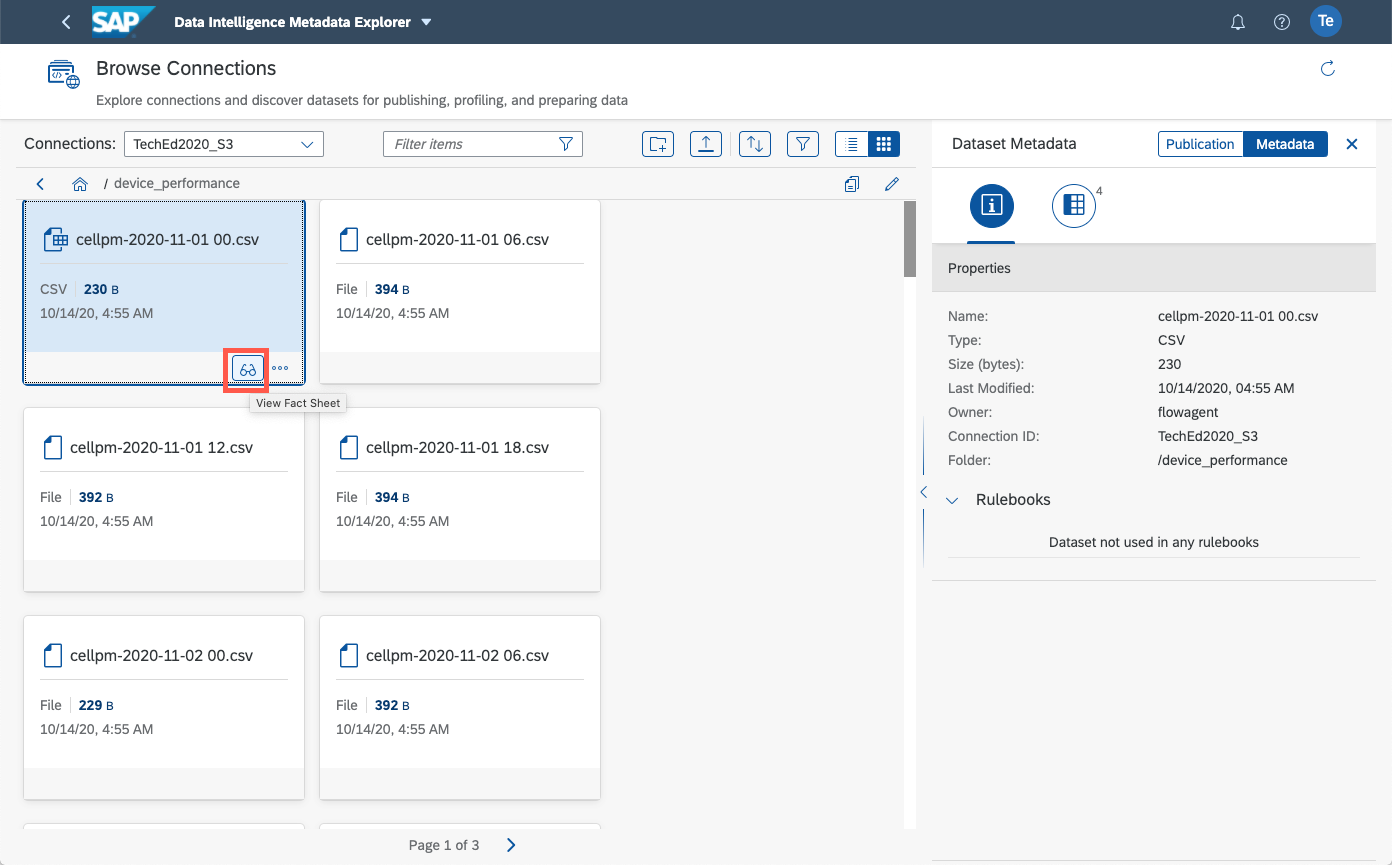 SAP Data Intelligence Metadata Explorer Te
Browse Connections
Explore connections and discover datasets for publishing, profiling, and preparing data
Connections: TechEd2020_S3 Filter items
/ device_performance
cellpm-2020-11-01 00.csv
CSV 230 B
10/14/20, 4:55 AM
View Fact Sheet
cellpm-2020-11-01 06.csv
File 394 B
10/14/20, 4:55 AM
cellpm-2020-11-01 12.csv
File 392 B
10/14/20, 4:55 AM
cellpm-2020-11-01 18.csv
File 394 B
10/14/20, 4:55 AM
cellpm-2020-11-02 00.csv
File 229 B
10/14/20, 4:55 AM
cellpm-2020-11-02 06.csv
File 392 B
10/14/20, 4:55 AM
Page 1 of 3
Dataset Metadata Publication Metadata
4
Properties
Name: cellpm-2020-11-01 00.csv
Type: CSV
Size (bytes): 230
Last Modified: 10/14/2020, 04:55 AM
Owner: flowagent
Connection ID: TechEd2020_S3
Folder: /device_performance
Rulebooks
Dataset not used in any rulebooks